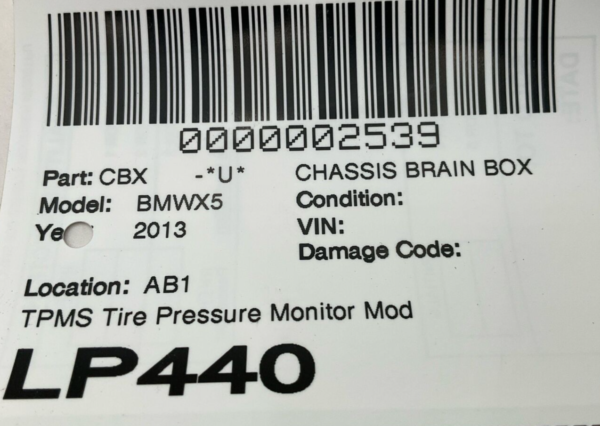 0000002539
Part: CBX -*U* CHASSIS BRAIN BOX
Model: BMWX5 Condition:
Ye 2013 VIN:
Damage Code:
Location: AB1
TPMS Tire Pressure Monitor Mod
LP440